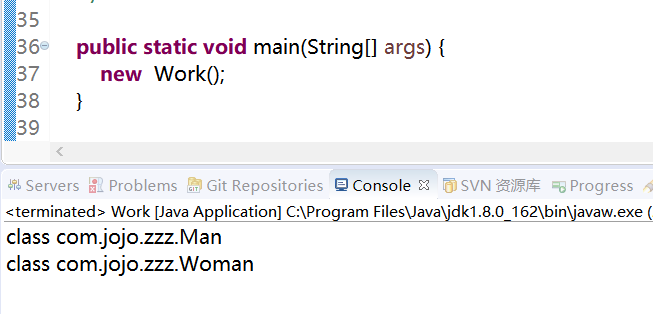 35
36 public static void main(String[] args) {
37 new Work();
38 }
39
Servers Problems Git Repositories Console SVN 资源库 Progress
<terminated> Work [Java Application] C:\Program Files\Java\jdk1.8.0_162\bin\javaw.exe (
class com.jojo.zzz.Man
class com.jojo.zzz.Woman